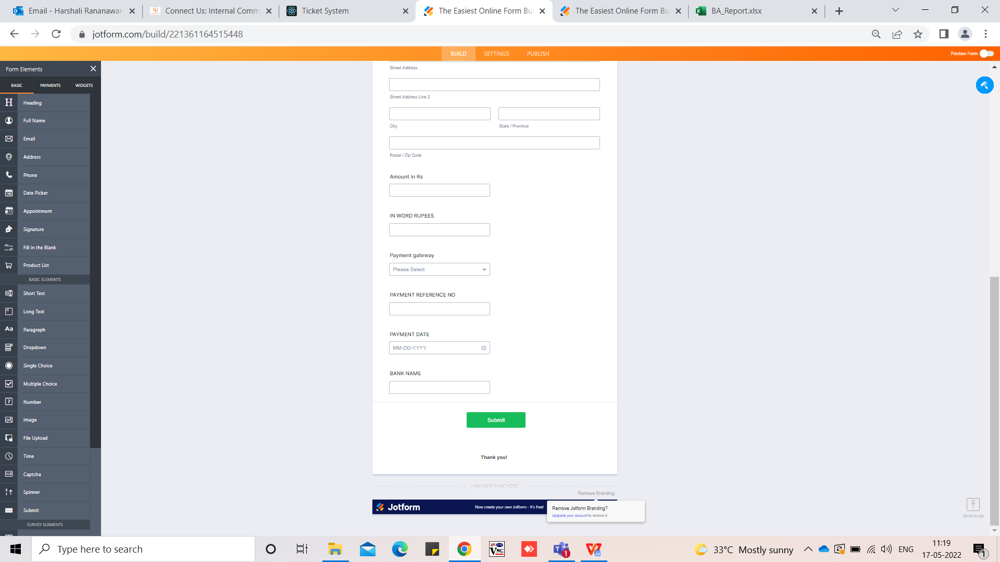 Email - Harshali Rananawar
Connect Us: Internal Comm
Ticket System
The Easiest Online Form Bu
The Easiest Online Form Bu
BA_Report.xlsx
jotform.com/build/221361164515448
BUILD
SETTINGS
PUBLISH
Preview Form
Form Elements
BASIC
PAYMENTS
WIDGETS
Heading
Full Name
Email
Address
Phone
Date Picker
Appointment
Signature
Fill in the Blank
Product List
BASIC ELEMENTS
Short Text
Long Text
Paragraph
Dropdown
Single Choice
Multiple Choice
Number
Image
File Upload
Time
Captcha
Spinner
Submit
SURVEY ELEMENTS
Street Address
Street Address Line 2
City
State / Province
Postal / Zip Code
Amount In Rs
IN WORD RUPEES
Payment gateway
Please Select
PAYMENT REFERENCE NO
PAYMENT DATE
MM-DD-YYYY
BANK NAME
Submit
Thank you!
+ADD NEW PAGE HERE
Remove Branding
Jotform
Now create your own Jotform - It's free!
Remove Jotform Branding?
Upgrade your account to remove it.
Scroll to top
Type here to search
33°C Mostly sunny
ENG
11:19
17-05-2022